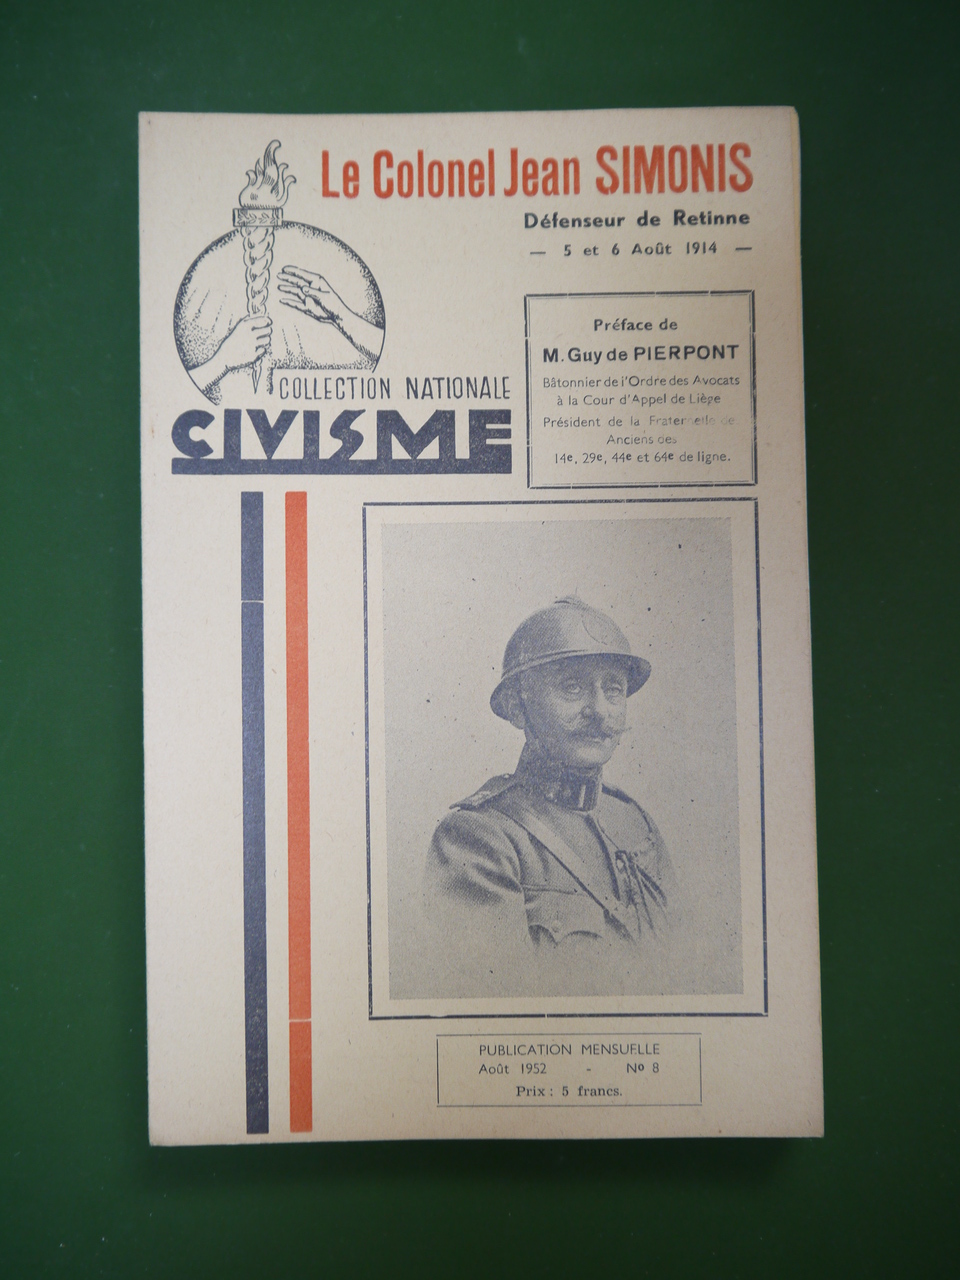 Le Colonel Jean SIMONIS
Défenseur de Retinne
— 5 et 6 Août 1914 —
Préface de
M. Guy de PIERPONT
Bâtonnier de l'Ordre des Avocats
à la Cour d'Appel de Liège
Président de la Fraternelle des
Anciens des
14e, 29e, 44e et 64e de ligne.
COLLECTION NATIONALE
CIVISME
PUBLICATION MENSUELLE
Août 1952 - No 8
Prix : 5 francs.